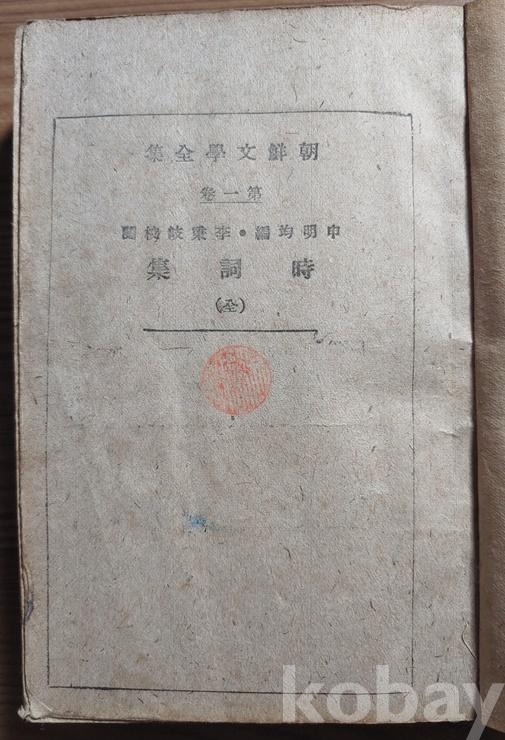 朝鮮文學全集
第一卷
申明均編・李秉岐校閱
時調集
(全)
kobay